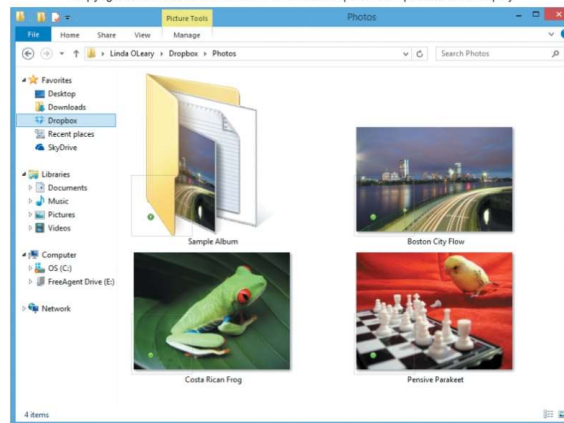 Picture Tools
Photos
File
Home
Share
View
Manage
Linda OLeary
Dropbox
Photos
Search Photos
Favorites
Desktop
Downloads
Dropbox
Recent places
SkyDrive
Libraries
Documents
Music
Pictures
Videos
Computer
OS (C:)
FreeAgent Drive (E:)
Network
Sample Album
Boston City Flow
Costa Rican Frog
Pensive Parakeet
4 items